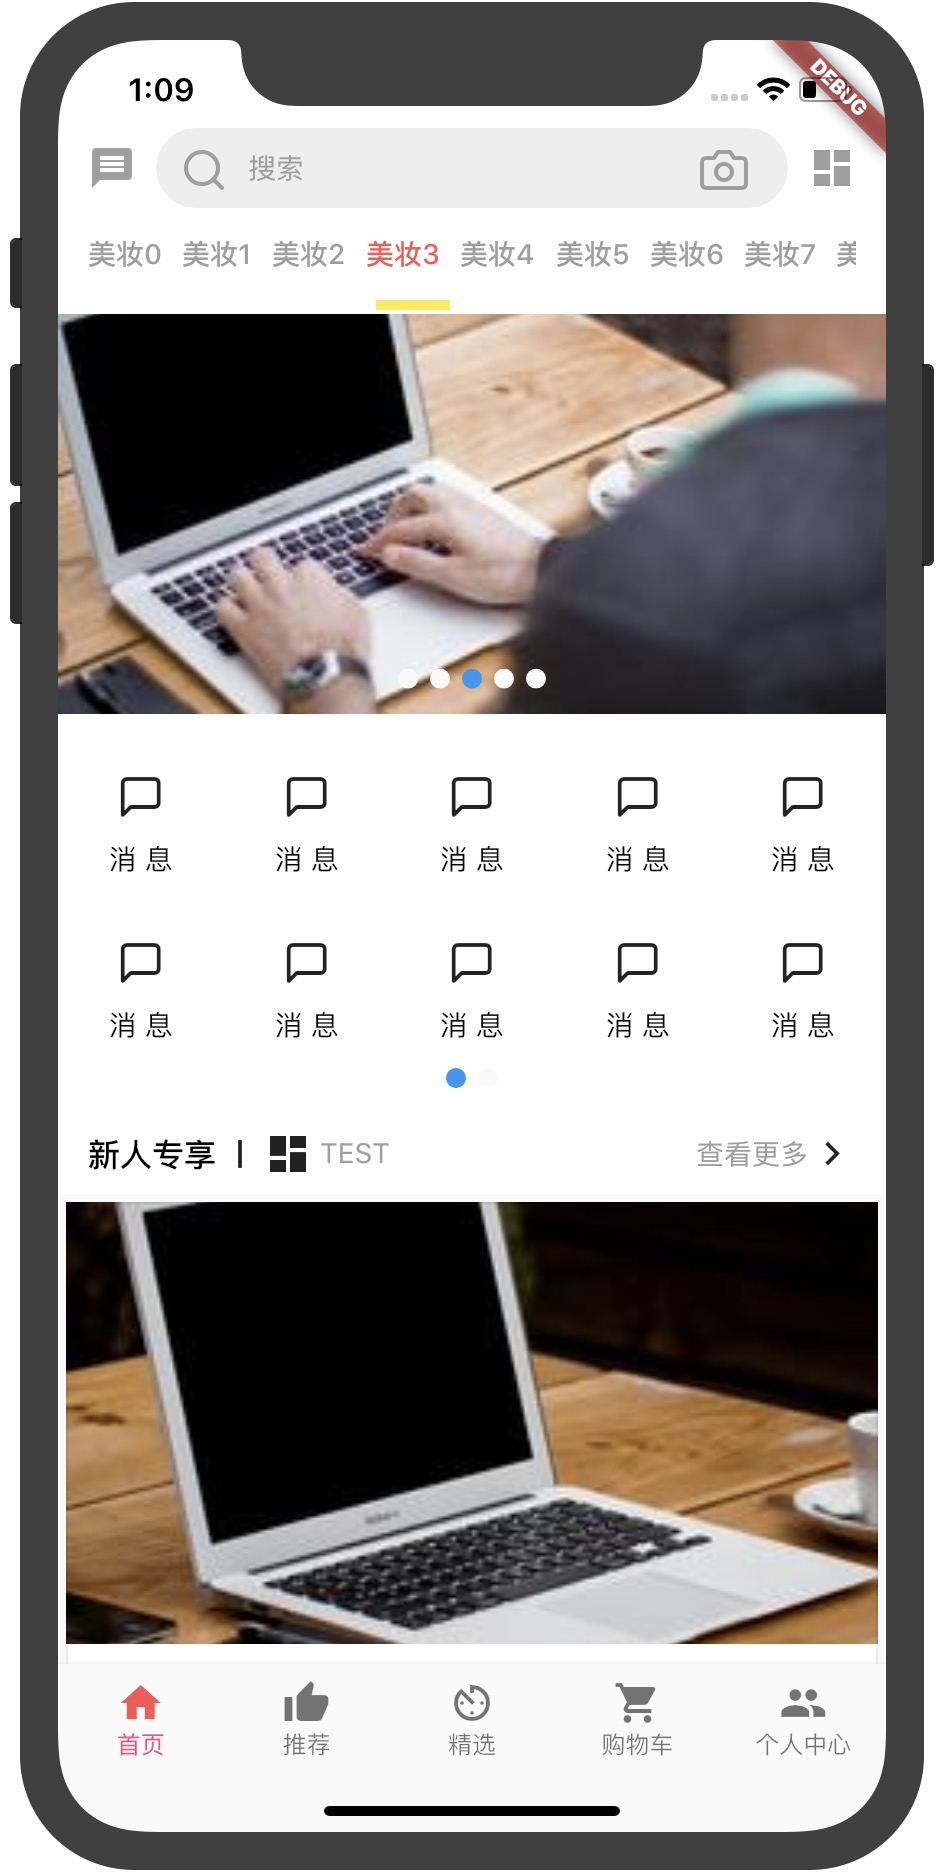 1:09
DEBUG
搜索
美妆0 美妆1 美妆2 美妆3 美妆4 美妆5 美妆6 美妆7
消息 消息 消息 消息 消息
消息 消息 消息 消息 消息
新人专享 | TEST 查看更多
首页 推荐 精选 购物车 个人中心